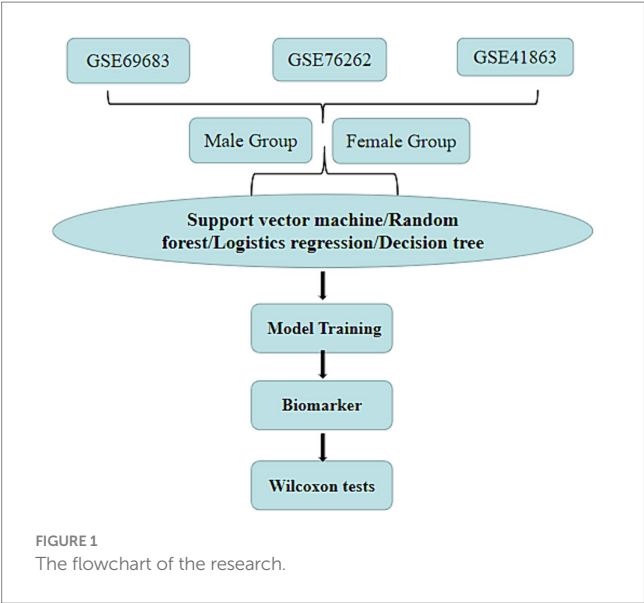 GSE69683
GSE76262
GSE41863
Male Group
Female Group
Support vector machine/Random
forest/Logistics regression/Decision tree
Model Training
Biomarker
Wilcoxon tests
FIGURE 1
The flowchart of the research.